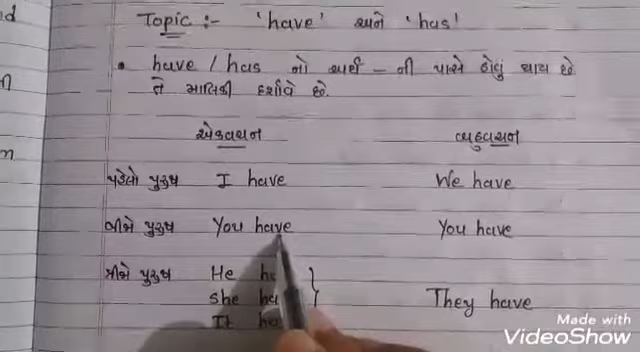 Topic :- 'have' અને 'has'
• have / has નો અર્થ – ની પાસે હોવું થાય છે
તે માલિકી દર્શાવે છે.
એકવચન બહુવચન
પહેલો પુરુષ I have We have
બીજો પુરુષ You have You have
ત્રીજો પુરુષ He
She
It
They have
Made with
VideoShow